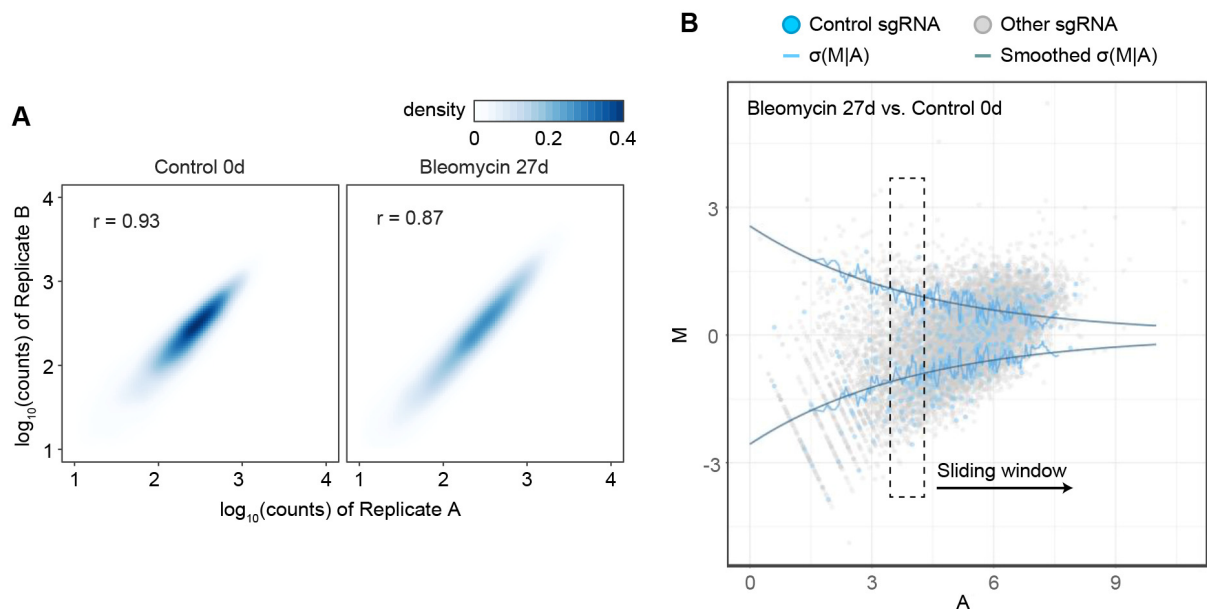 A
density
0 0.2 0.4
Control 0d
Bleomycin 27d
r = 0.93
r = 0.87
log₁₀(counts) of Replicate B
4
3
2
1
1 2 3 4
1 2 3 4
log₁₀(counts) of Replicate A
B
Control sgRNA
Other sgRNA
σ(M|A)
Smoothed σ(M|A)
Bleomycin 27d vs. Control 0d
M
3
0
-3
Sliding window
0 3 6 9
A